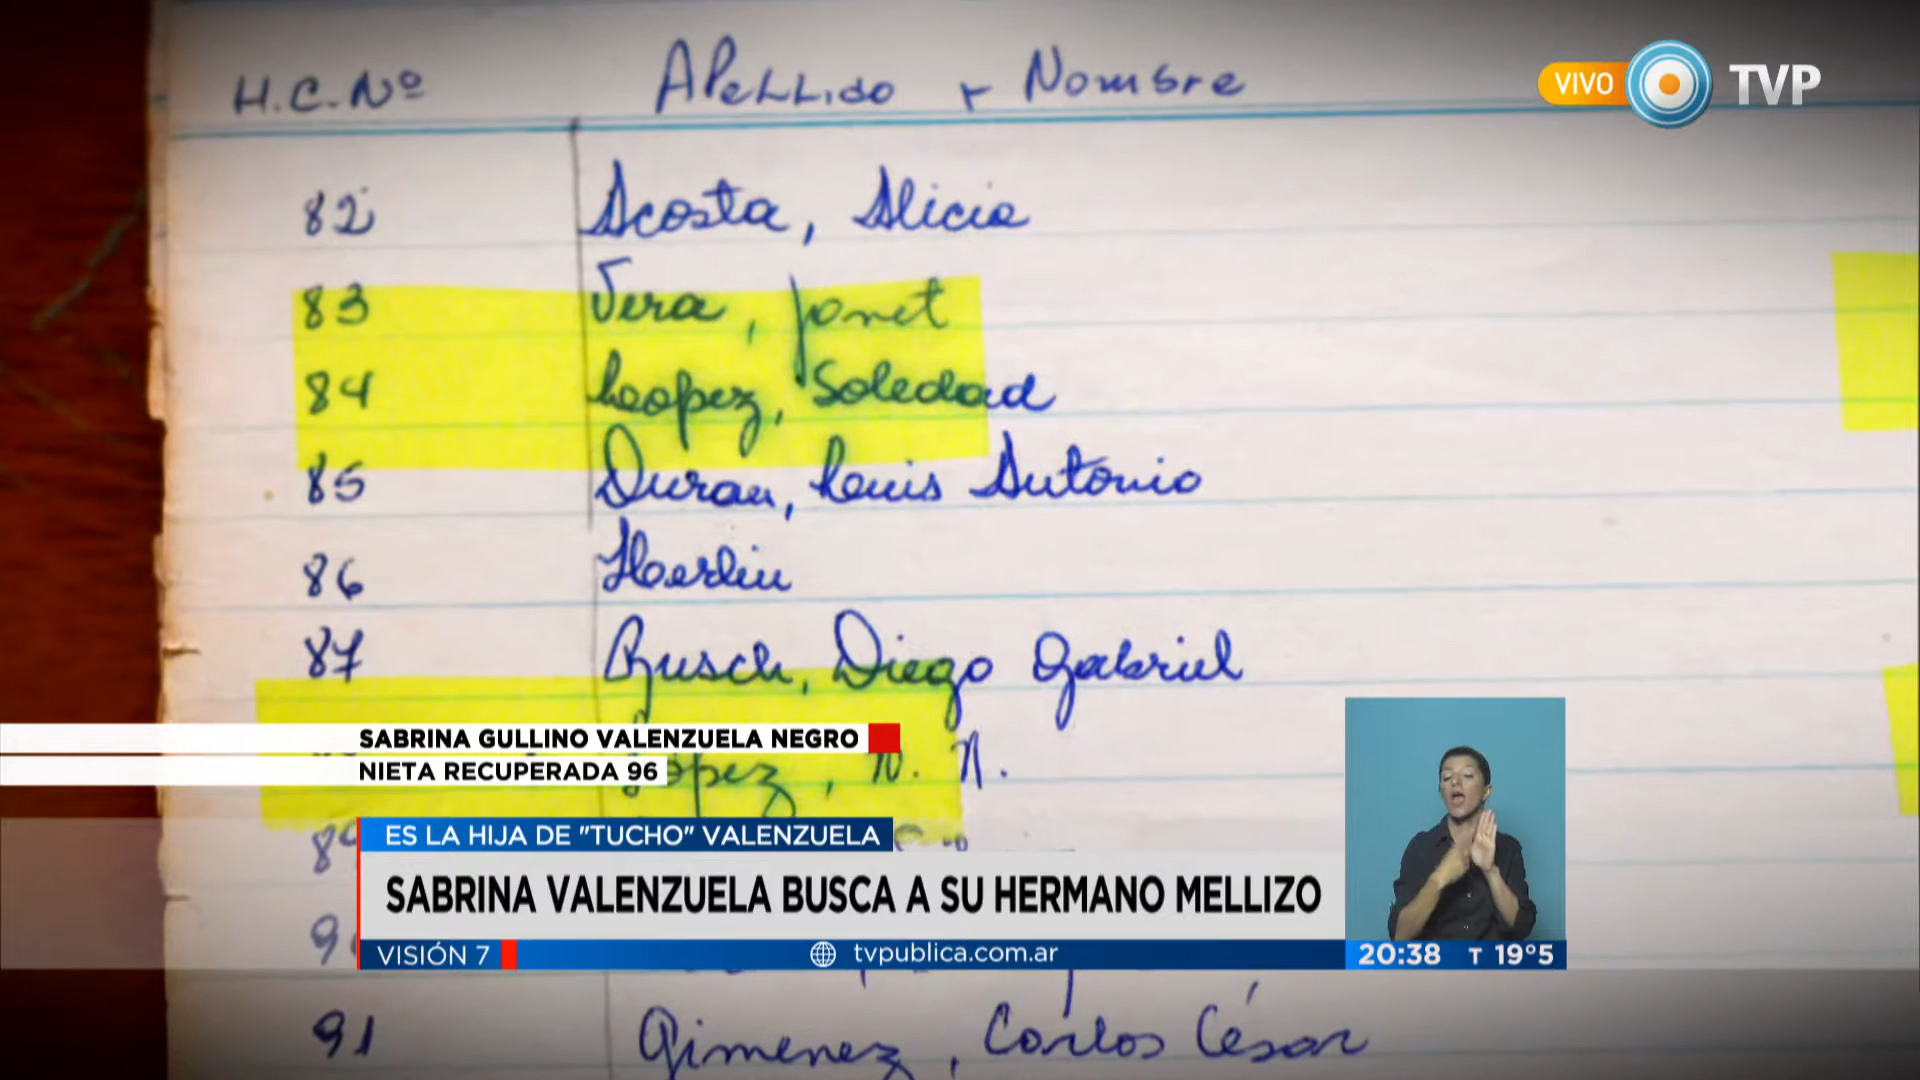 H.C.Nº Apellido y Nombre
VIVO TVP
82 Acosta, Alicia
83 Vera, Janet
84 Lopez, Soledad
85 Duran, Luis Antonio
86
87 Busch, Diego Gabriel
SABRINA GULLINO VALENZUELA NEGRO
NIETA RECUPERADA 96
Lopez, N. N.
ES LA HIJA DE "TUCHO" VALENZUELA
SABRINA VALENZUELA BUSCA A SU HERMANO MELLIZO
VISIÓN 7 tvpublica.com.ar 20:38 T 19°5
91 Gimenez, Carlos César